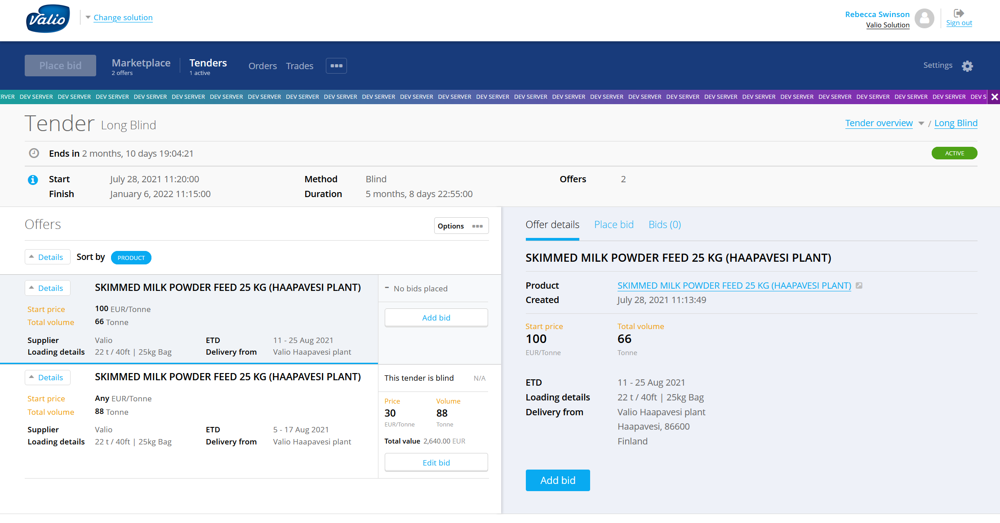 Valio
Change solution
Rebecca Swinson
Valio Solution
Sign out
Place bid
Marketplace
2 offers
Tenders
1 active
Orders
Trades
Settings
RVER DEV SERVER DEV SERVER DEV SERVER DEV SERVER DEV SERVER DEV SERVER DEV SERVER DEV SERVER DEV SERVER DEV SERVER DEV SERVER DEV SERVER DEV SERVER DEV SERVER DEV SERVER DEV SERVER DEV SERVER DEV SERVER DEV SERVER DEV SERVER DEV SERVER DEV SERVER DEV SERVER DEV SERVER DEV SERVER DEV S
Tender Long Blind
Tender overview / Long Blind
Ends in 2 months, 10 days 19:04:21
ACTIVE
Start July 28, 2021 11:20:00
Method Blind
Offers 2
Finish January 6, 2022 11:15:00
Duration 5 months, 8 days 22:55:00
Offers
Options
Details Sort by PRODUCT
Details SKIMMED MILK POWDER FEED 25 KG (HAAPAVESI PLANT)
Start price 100 EUR/Tonne
Total volume 66 Tonne
Supplier Valio ETD 11 - 25 Aug 2021
Loading details 22 t / 40ft | 25kg Bag Delivery from Valio Haapavesi plant
- No bids placed
Add bid
Details SKIMMED MILK POWDER FEED 25 KG (HAAPAVESI PLANT)
Start price Any EUR/Tonne
Total volume 88 Tonne
Supplier Valio ETD 5 - 17 Aug 2021
Loading details 22 t / 40ft | 25kg Bag Delivery from Valio Haapavesi plant
This tender is blind N/A
Price Volume
30 88
EUR/Tonne Tonne
Total value 2,640.00 EUR
Edit bid
Offer details Place bid Bids (0)
SKIMMED MILK POWDER FEED 25 KG (HAAPAVESI PLANT)
Product SKIMMED MILK POWDER FEED 25 KG (HAAPAVESI PLANT)
Created July 28, 2021 11:13:49
Start price Total volume
100 66
EUR/Tonne Tonne
ETD 11 - 25 Aug 2021
Loading details 22 t / 40ft | 25kg Bag
Delivery from Valio Haapavesi plant
Haapavesi, 86600
Finland
Add bid